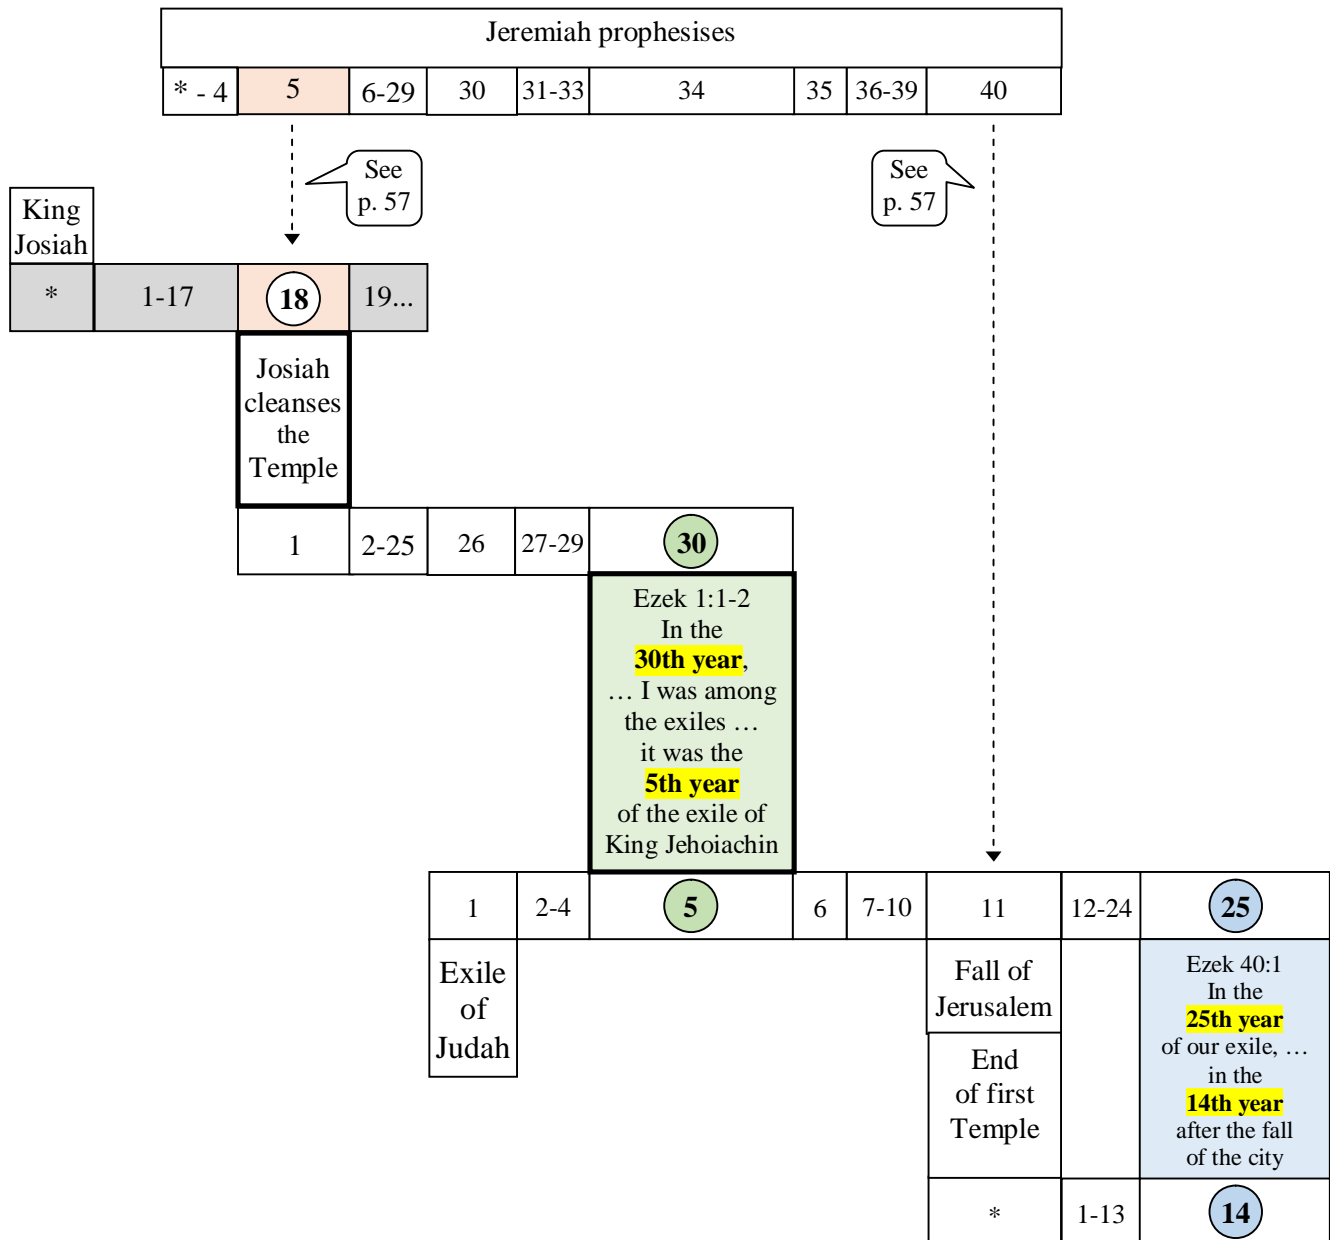 Jeremiah prophesises
* - 4 5 6-29 30 31-33 34 35 36-39 40
See
p. 57
See
p. 57
King
Josiah
* 1-17 18 19...
Josiah
cleanses
the
Temple
1 2-25 26 27-29 30
Ezek 1:1-2
In the
30th year,
… I was among
the exiles …
it was the
5th year
of the exile of
King Jehoiachin
1 2-4 5 6 7-10 11 12-24 25
Exile
of
Judah
Fall of
Jerusalem
End
of first
Temple
Ezek 40:1
In the
25th year
of our exile, …
in the
14th year
after the fall
of the city
* 1-13 14